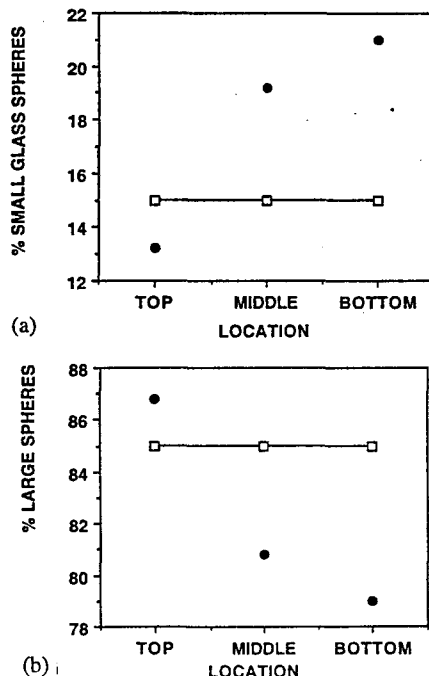 % SMALL GLASS SPHERES
22
20
18
16
14
12
TOP MIDDLE BOTTOM
(a)
LOCATION
% LARGE SPHERES
88
86
84
82
80
78
TOP MIDDLE BOTTOM
(b)
LOCATION